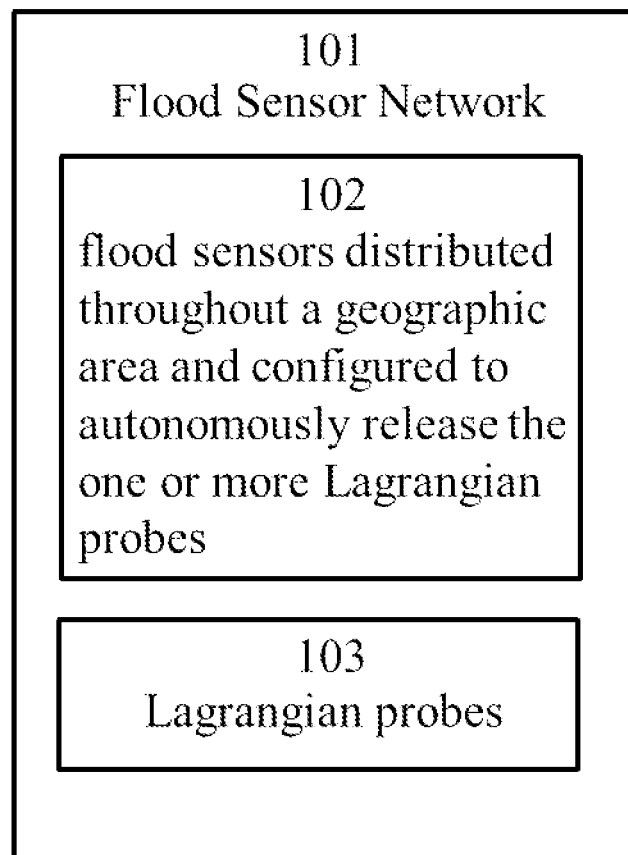 101
Flood Sensor Network
102
flood sensors distributed
throughout a geographic
area and configured to
autonomously release the
one or more Lagrangian
probes
103
Lagrangian probes